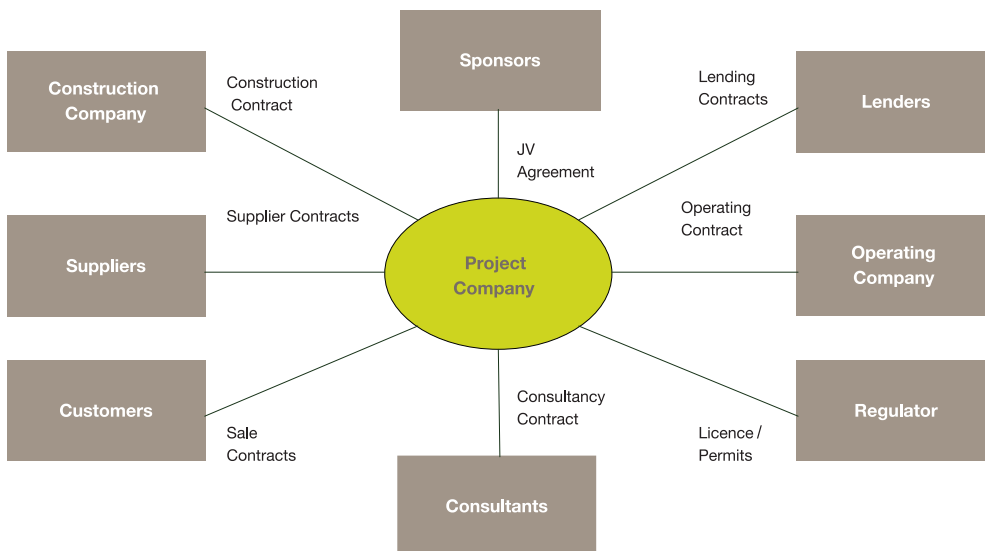 Sponsors
Construction
Company
Construction
Contract
Lending
Contracts
Lenders
JV
Agreement
Suppliers
Supplier Contracts
Project
Company
Operating
Contract
Operating
Company
Customers
Sale
Contracts
Consultancy
Contract
Licence /
Permits
Regulator
Consultants